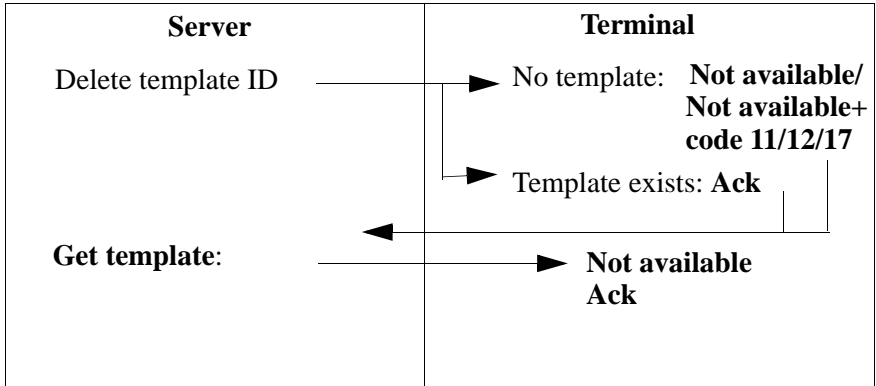 Server
Terminal
Delete template ID
No template: Not available/
Not available+
code 11/12/17
Template exists: Ack
Get template:
Not available
Ack